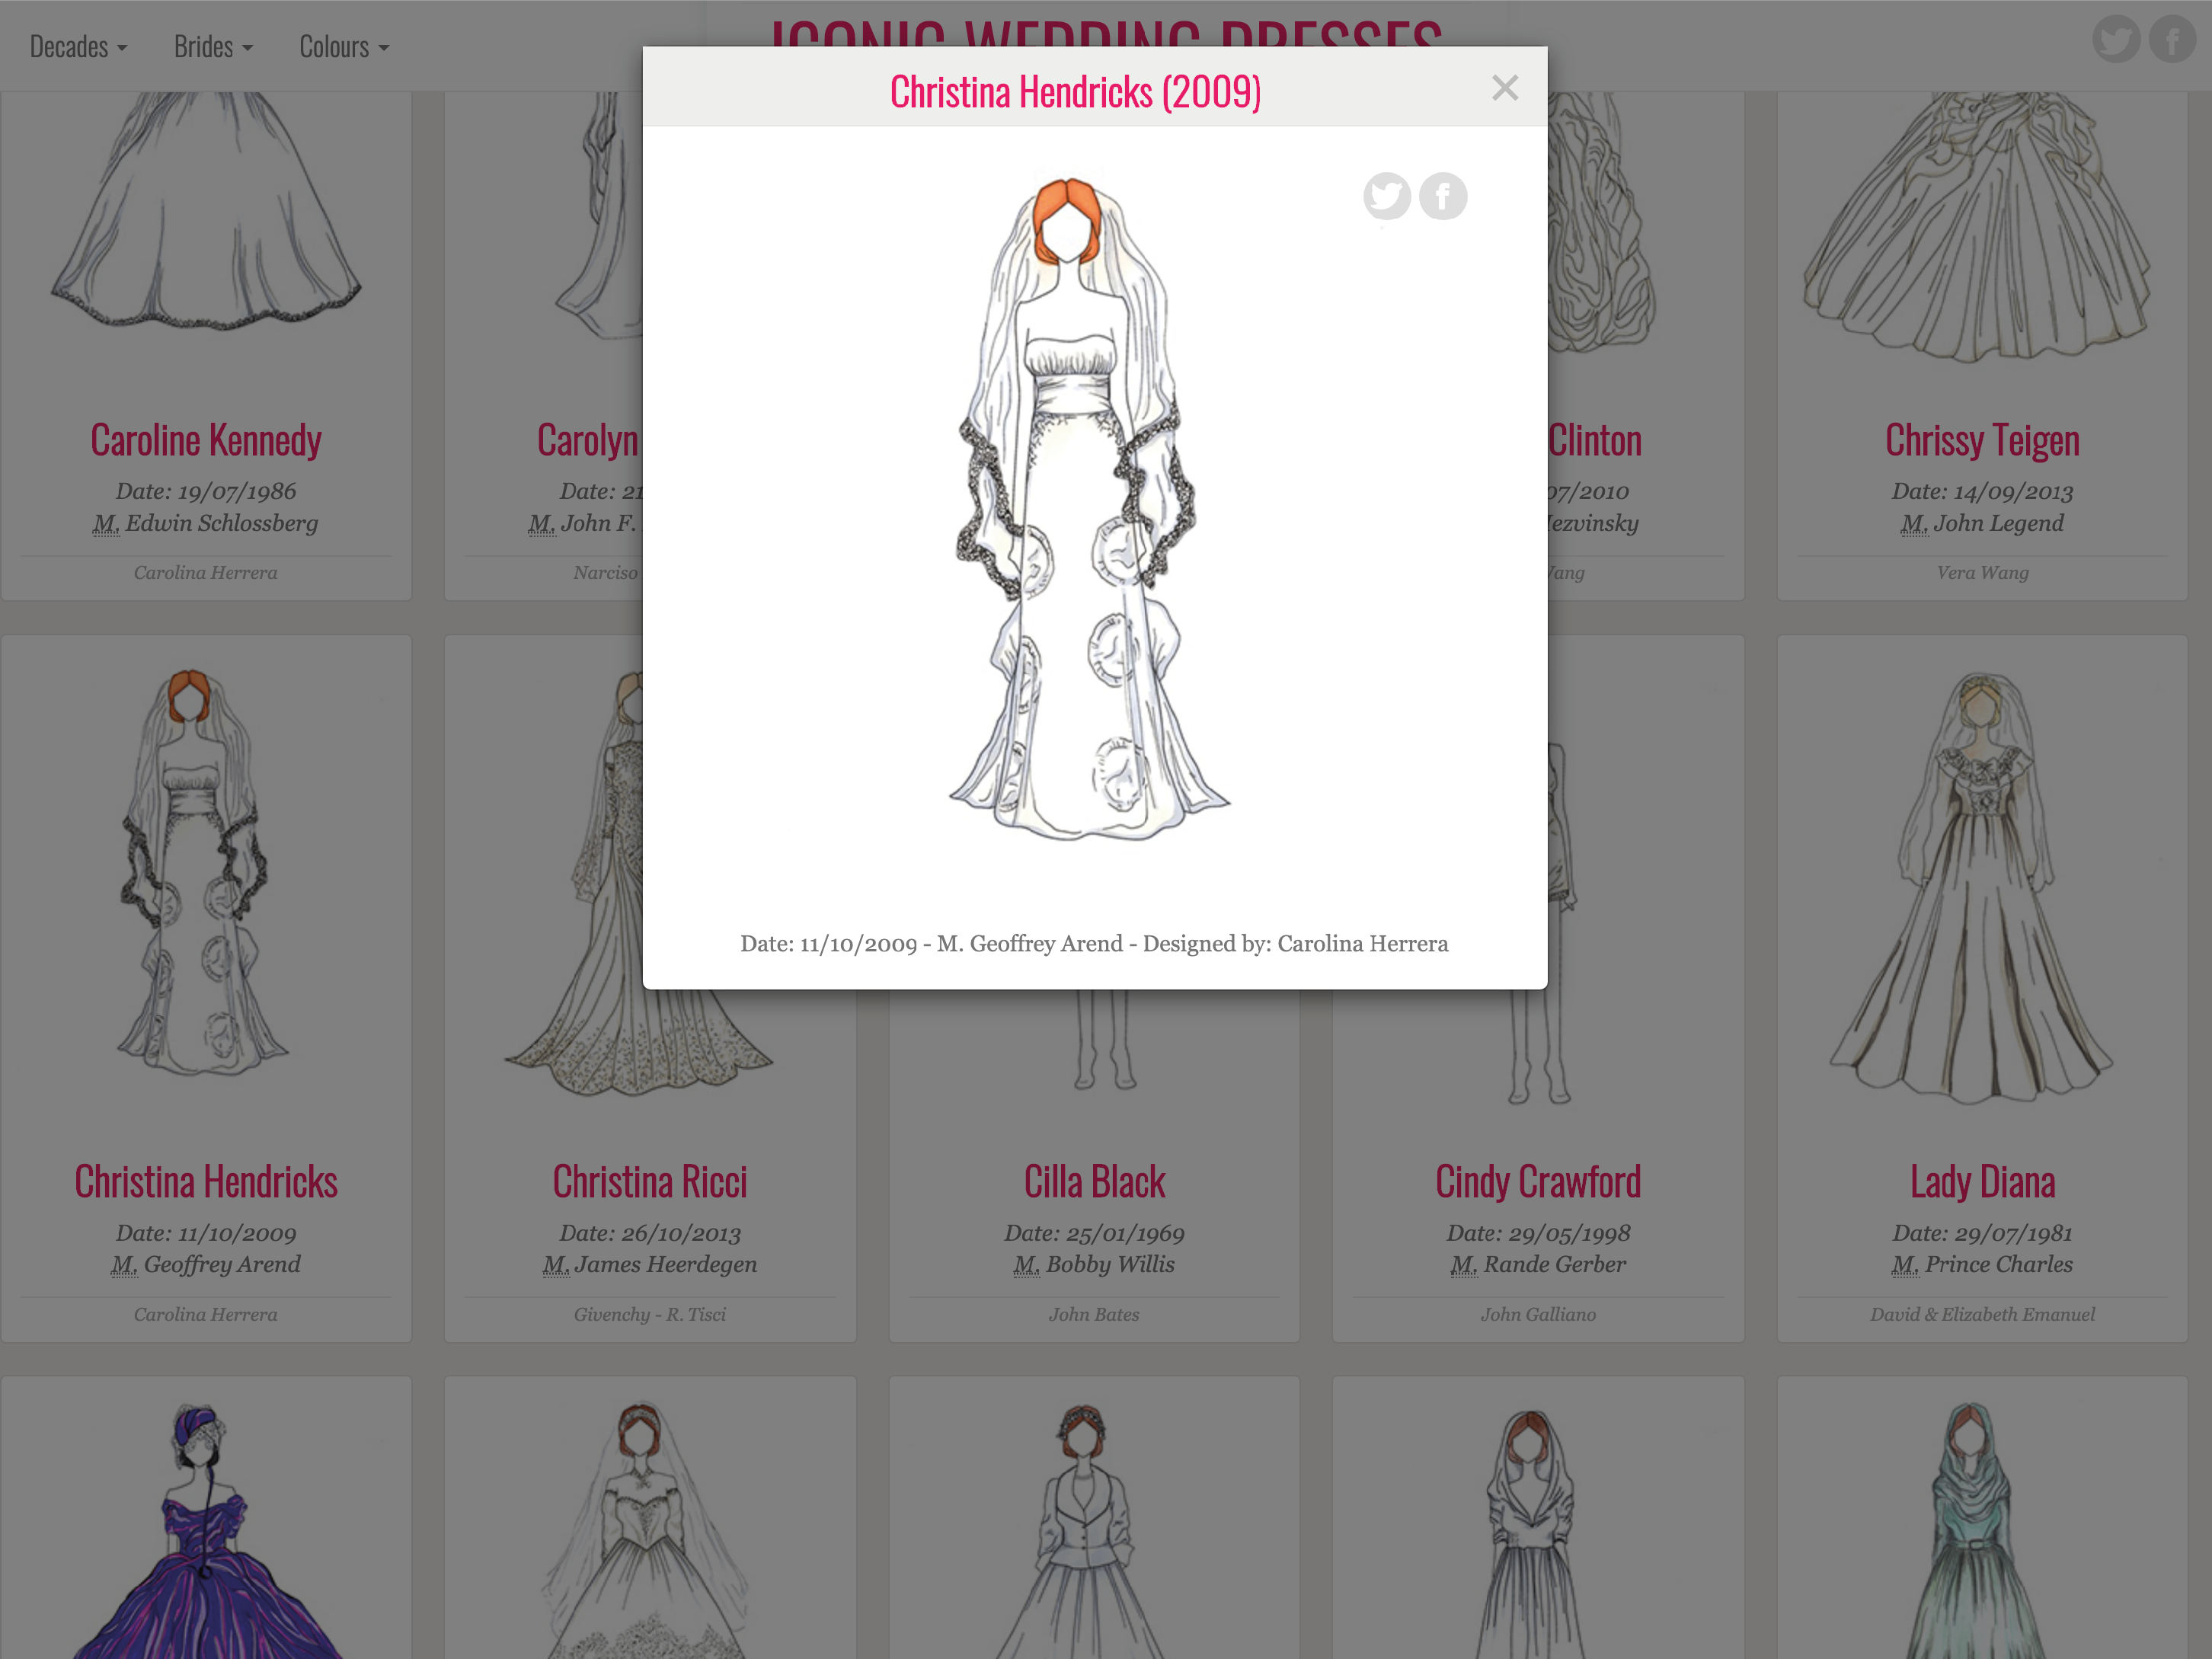 Decades
Brides
Colours
ICONIC WEDDING DRESSES
Christina Hendricks (2009)
Date: 11/10/2009 - M. Geoffrey Arend - Designed by: Carolina Herrera
Caroline Kennedy
Date: 19/07/1986
M. Edwin Schlossberg
Carolina Herrera
Carolyn
Date: 21
M. John F.
Narciso
Clinton
07/2010
Mezvinsky
Vang
Chrissy Teigen
Date: 14/09/2013
M. John Legend
Vera Wang
Christina Hendricks
Date: 11/10/2009
M. Geoffrey Arend
Carolina Herrera
Christina Ricci
Date: 26/10/2013
M. James Heerdegen
Givenchy - R. Tisci
Cilla Black
Date: 25/01/1969
M. Bobby Willis
John Bates
Cindy Crawford
Date: 29/05/1998
M. Rande Gerber
John Galliano
Lady Diana
Date: 29/07/1981
M. Prince Charles
David & Elizabeth Emanuel